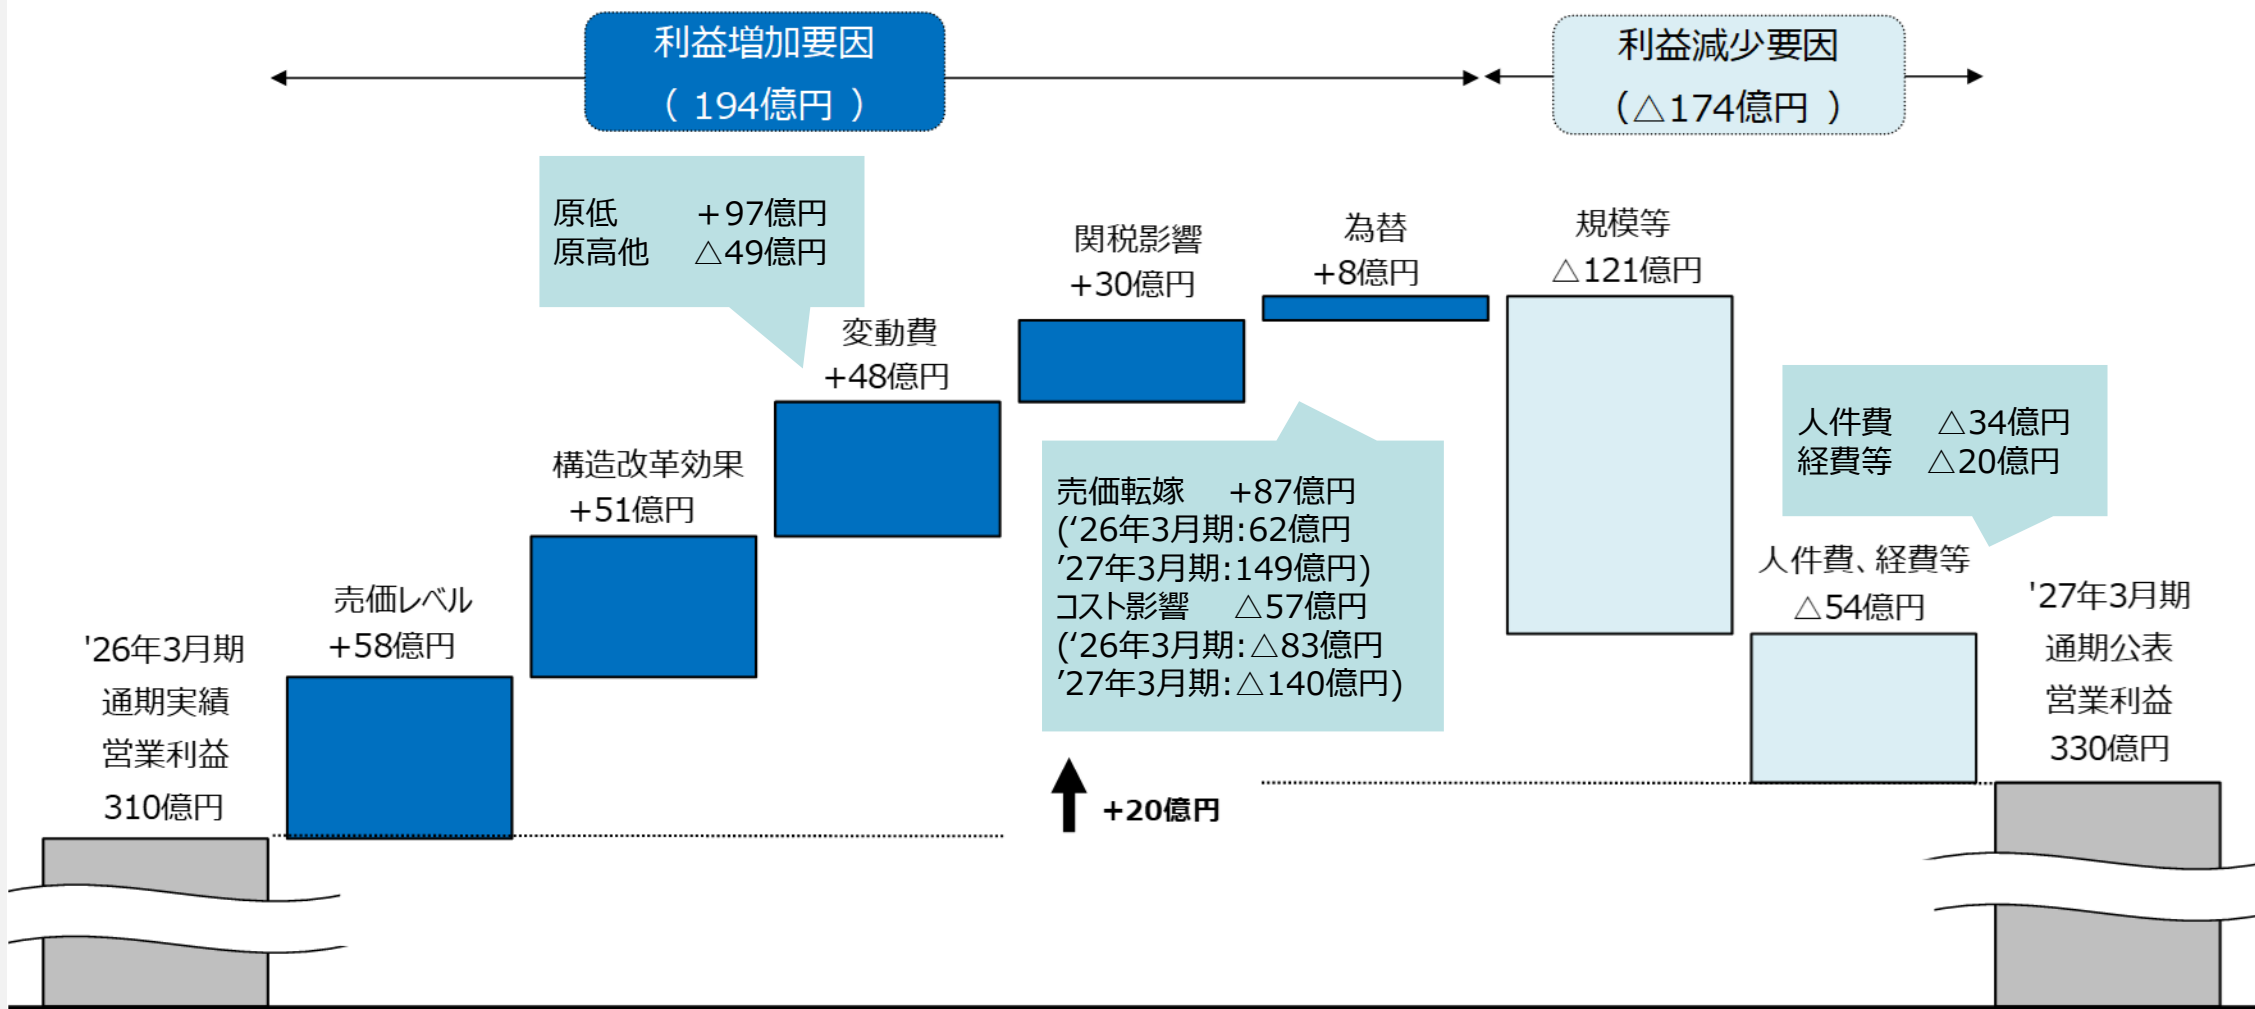 利益増加要因
（ 194億円 ）
利益減少要因
（△174億円 ）
原低　　 ＋97億円
原高他　 △49億円
関税影響
+30億円
為替
+8億円
規模等
△121億円
変動費
+48億円
構造改革効果
+51億円
売価レベル
+58億円
'26年3月期
通期実績
営業利益
310億円
売価転嫁　 +87億円
(‘26年3月期:62億円
’27年3月期:149億円)
コスト影響　 △57億円
(‘26年3月期:△83億円
’27年3月期:△140億円)
+20億円
人件費　 △34億円
経費等　△20億円
人件費、経費等
△54億円
'27年3月期
通期公表
営業利益
330億円